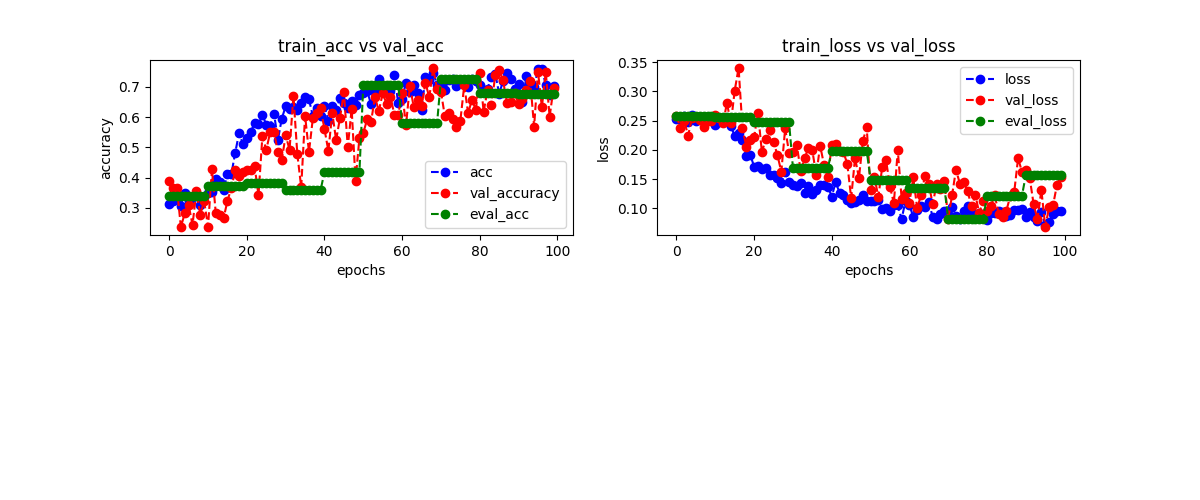 train_acc vs val_acc
accuracy
0.7
0.6
0.5
0.4
0.3
0 20 40 60 80 100
epochs
acc
val_accuracy
eval_acc
train_loss vs val_loss
loss
0.35
0.30
0.25
0.20
0.15
0.10
0 20 40 60 80 100
epochs
loss
val_loss
eval_loss